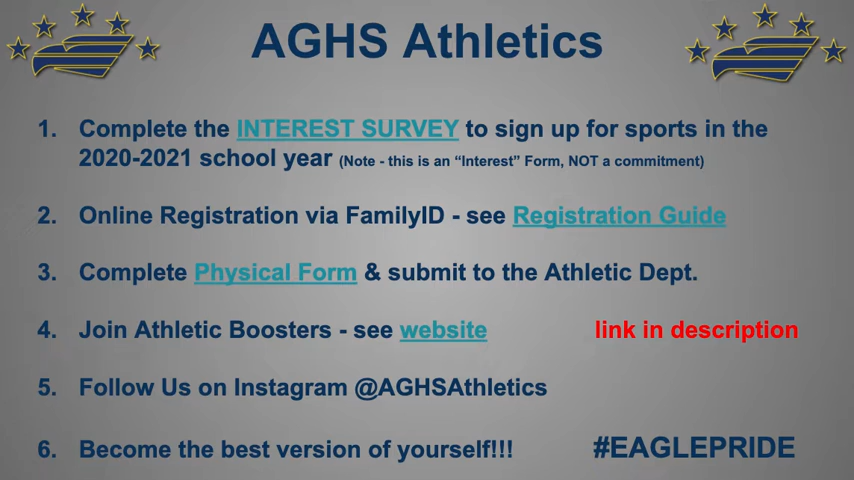 AGHS Athletics
1. Complete the INTEREST SURVEY to sign up for sports in the
2020-2021 school year (Note - this is an “Interest” Form, NOT a commitment)
2. Online Registration via FamilyID - see Registration Guide
3. Complete Physical Form & submit to the Athletic Dept.
4. Join Athletic Boosters - see website link in description
5. Follow Us on Instagram @AGHSAthletics
6. Become the best version of yourself!!! #EAGLEPRIDE